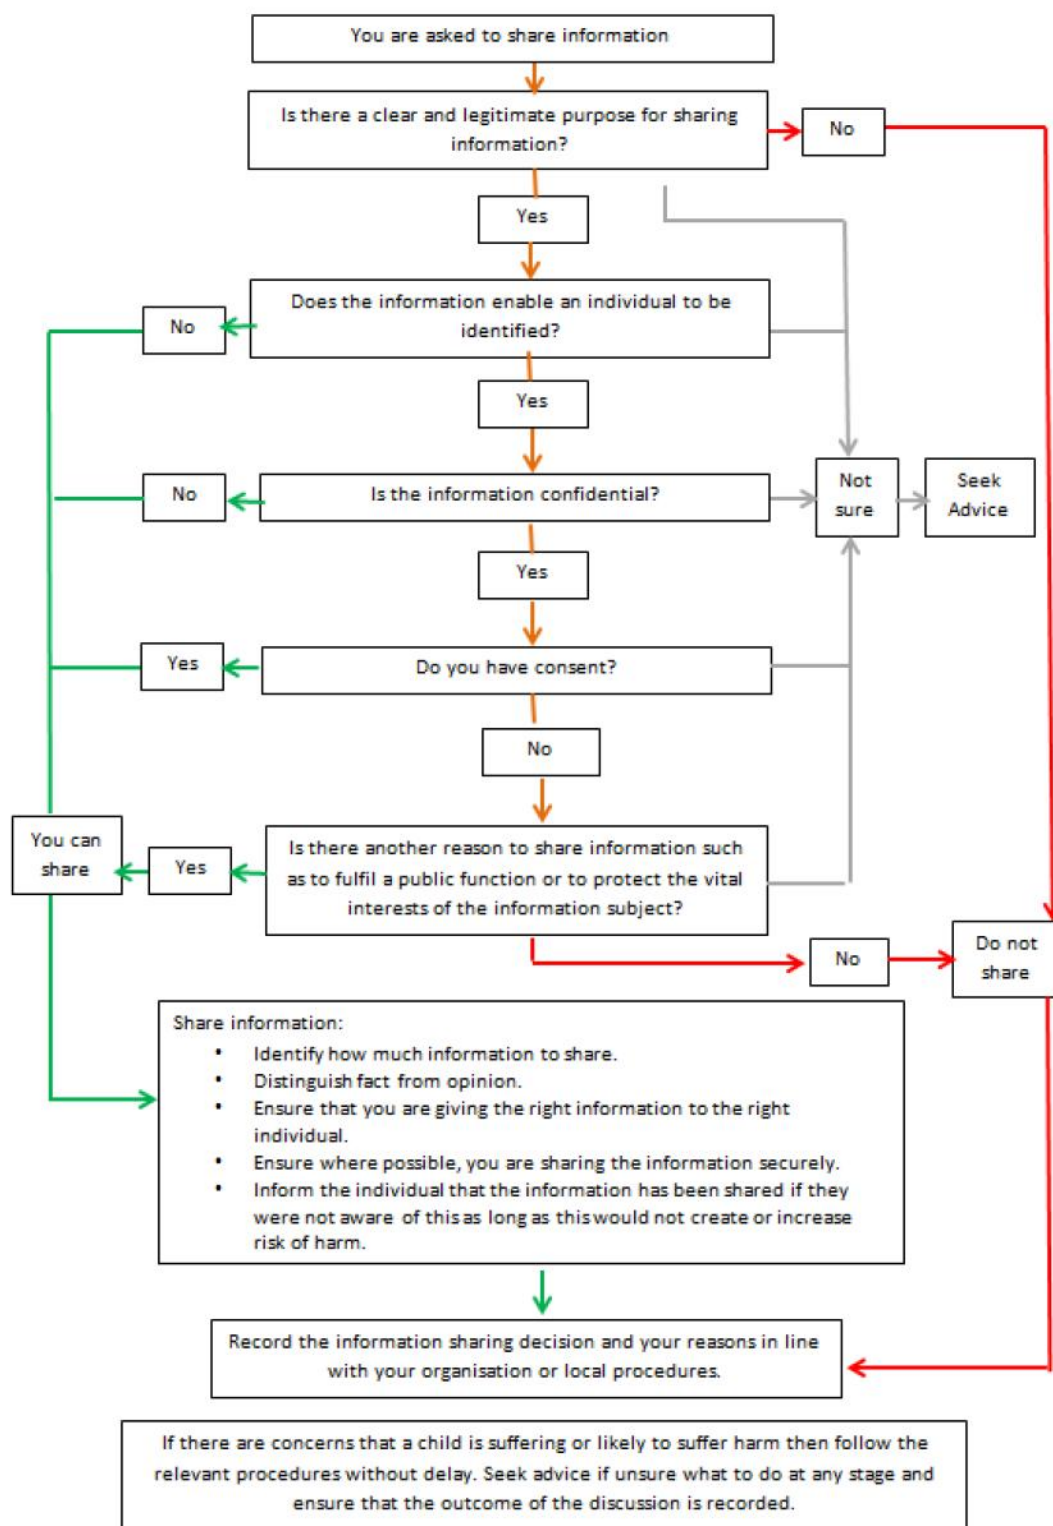 You are asked to share information
Is there a clear and legitimate purpose for sharing
information?
No
Yes
Does the information enable an individual to be
identified?
No
Yes
Is the information confidential?
No
Not
sure
Seek
Advice
Yes
Do you have consent?
Yes
No
You can
share
Yes
Is there another reason to share information such
as to fulfil a public function or to protect the vital
interests of the information subject?
No
Do not
share
Share information:
• Identify how much information to share.
• Distinguish fact from opinion.
• Ensure that you are giving the right information to the right
individual.
• Ensure where possible, you are sharing the information securely.
• Inform the individual that the information has been shared if they
were not aware of this as long as this would not create or increase
risk of harm.
Record the information sharing decision and your reasons in line
with your organisation or local procedures.
If there are concerns that a child is suffering or likely to suffer harm then follow the
relevant procedures without delay. Seek advice if unsure what to do at any stage and
ensure that the outcome of the discussion is recorded.